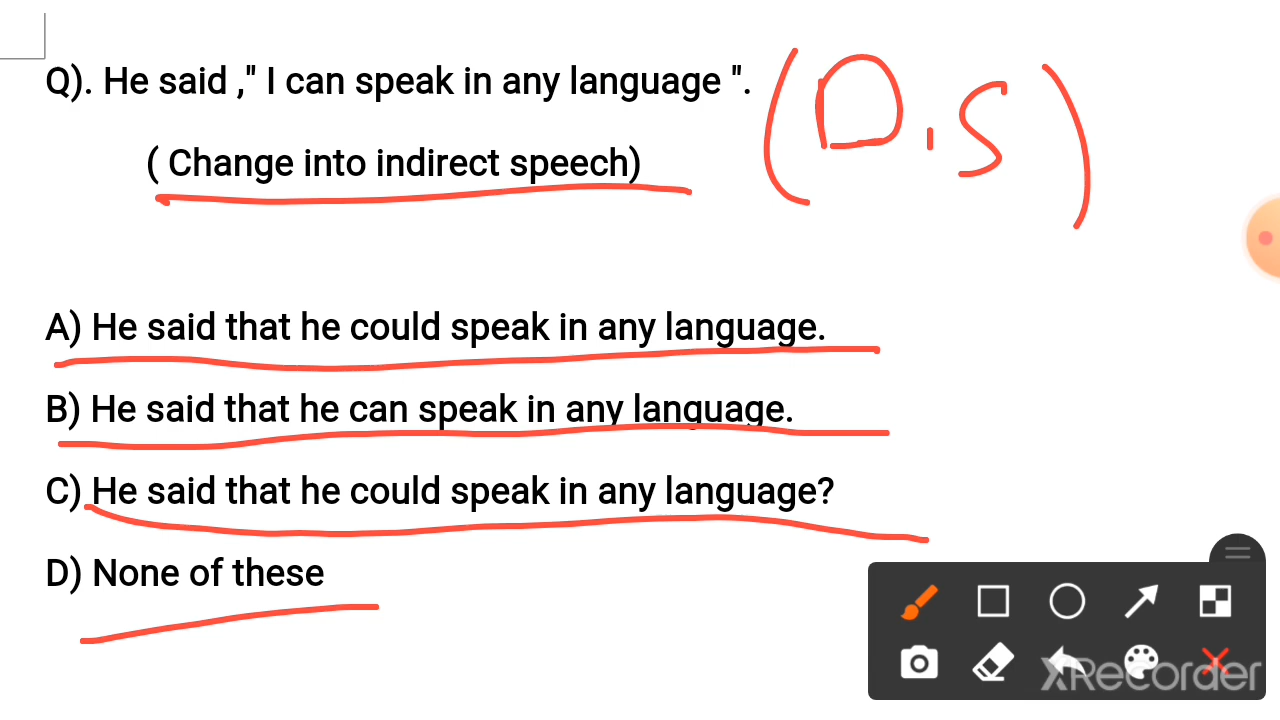 Q). He said ," I can speak in any language ". (D.S)
( Change into indirect speech)
A) He said that he could speak in any language.
B) He said that he can speak in any language.
C) He said that he could speak in any language?
D) None of these
XRecorder